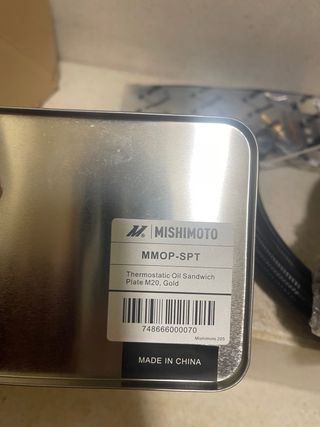 MISHIMOTO
MMOP-SPT
Thermostatic Oil Sandwich
Plate M20, Gold
748666000070
MADE IN CHINA